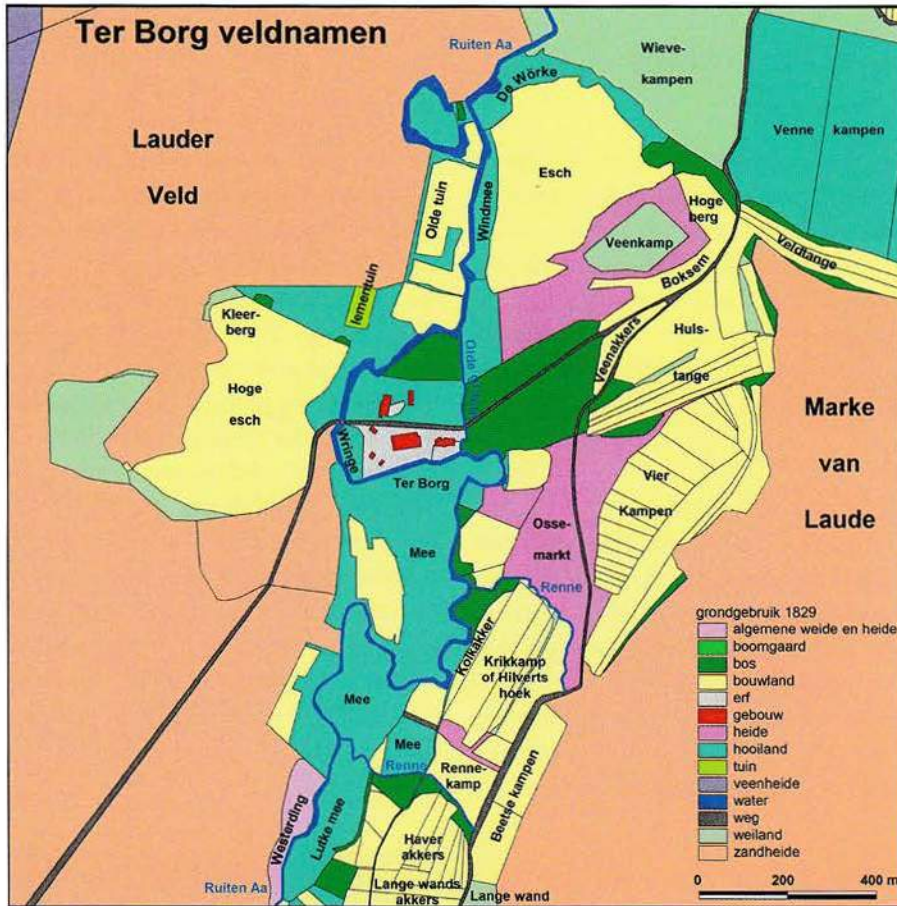 Ter Borg veldnamen
Ruiten Aa
Wieve-
kampen
De Wörke
Lauder
Veld
Venne kampen
Esch
Olde tuin
Windmee
Hoge
berg
Veenkamp
Veldtange
Boksem
lementuin
Kleer-
berg
Hoge
esch
Olde
Veenakkers
Huls-
tange
Marke
van
Laude
Wringe
Ter Borg
Vier
Kampen
Osse-
markt
Mee
Renne
Kolkakker
Krikkamp
of Hilverts
hoek
Mee
Mee
Renne
Renne-
kamp
Beetse kampen
Westerding
Lutke mee
Haver
akkers
Lange wands
akkers
Ruiten Aa
Lange wand
grondgebruik 1829
algemene weide en heide
boomgaard
bos
bouwland
erf
gebouw
heide
hooiland
tuin
veenheide
water
weg
weiland
zandheide
0 200 400 m